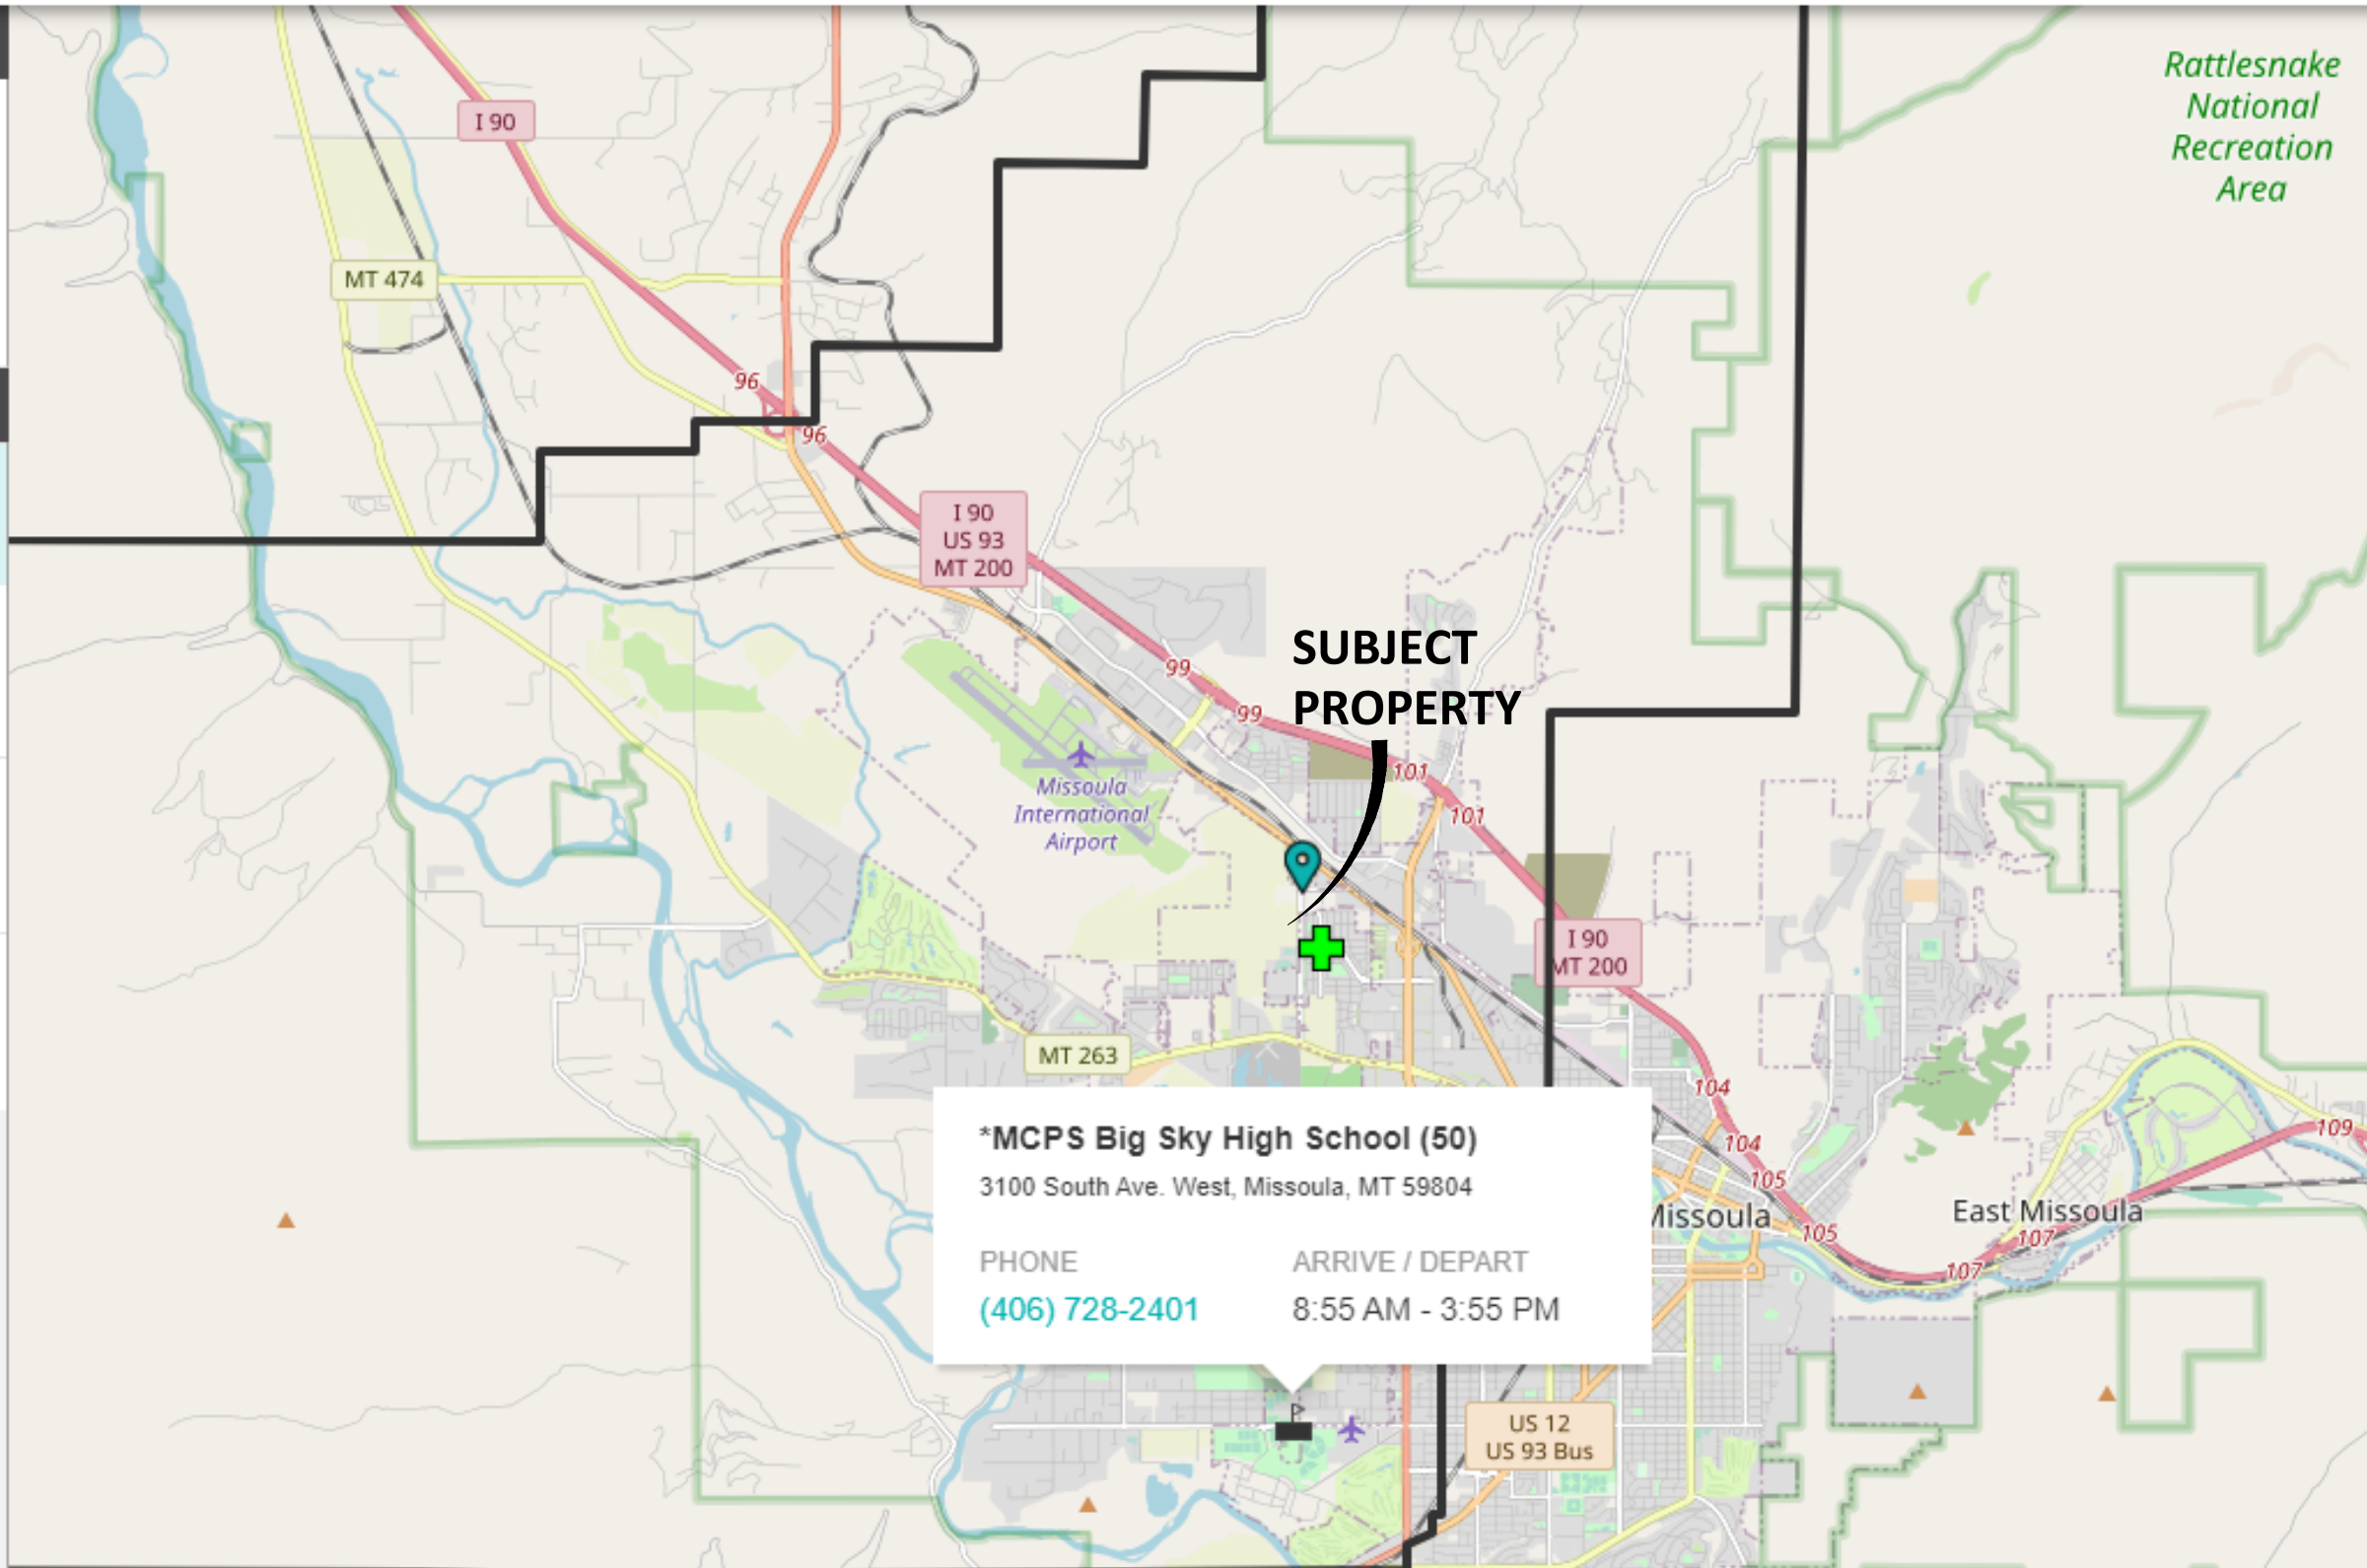 Rattlesnake
National
Recreation
Area
I 90
MT 474
96
96
I 90
US 93
MT 200
SUBJECT
PROPERTY
99
99
101
101
Missoula
International
Airport
I 90
MT 200
MT 263
104
104
105
105
107
107
109
Missoula
East Missoula
*MCPS Big Sky High School (50)
3100 South Ave. West, Missoula, MT 59804
PHONE
ARRIVE / DEPART
(406) 728-2401
8:55 AM - 3:55 PM
US 12
US 93 Bus